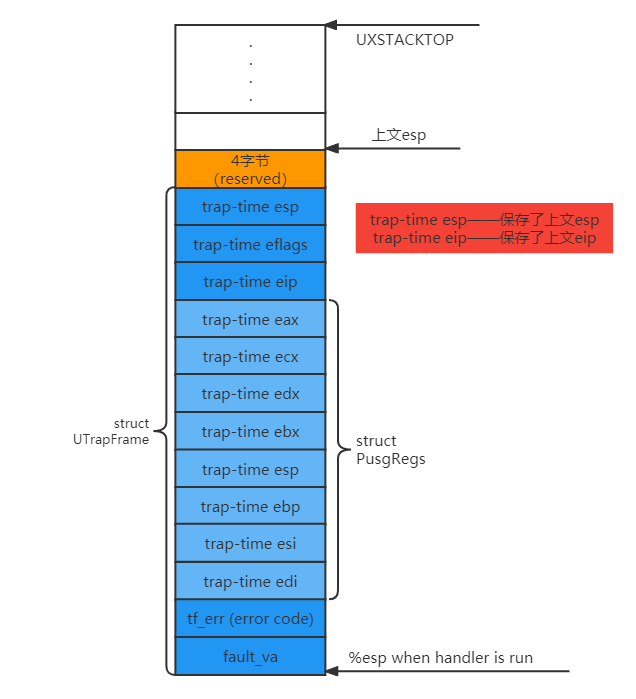 UXSTACKTOP
上文esp
4字节
(reserved)
trap-time esp
trap-time esp——保存了上文esp
trap-time eip——保存了上文eip
trap-time eflags
trap-time eip
trap-time eax
trap-time ecx
trap-time edx
struct
UTrapFrame
trap-time ebx
struct
PusgRegs
trap-time esp
trap-time ebp
trap-time esi
trap-time edi
tf_err (error code)
fault_va
%esp when handler is run